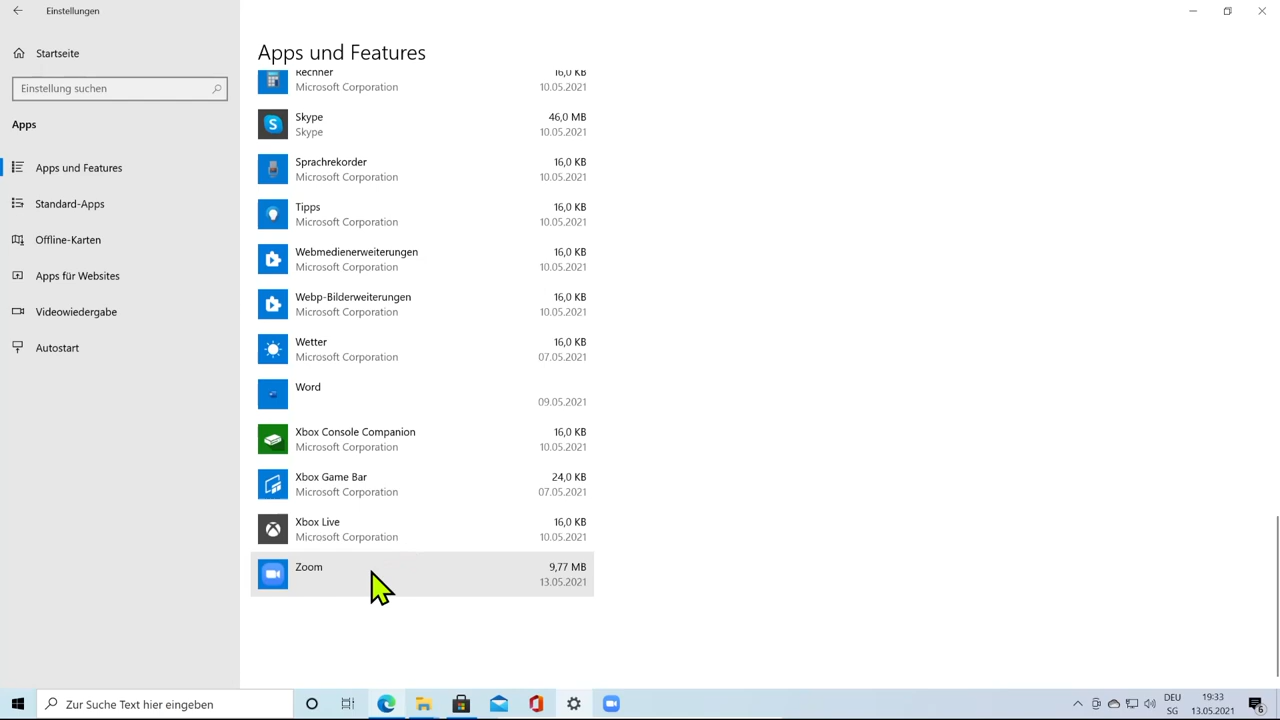 Einstellungen
Startseite
Einstellung suchen
Apps
Apps und Features
Standard-Apps
Offline-Karten
Apps für Websites
Videowiedergabe
Autostart
Apps und Features
Rechner 16,0 KB
Microsoft Corporation 10.05.2021
Skype 46,0 MB
Skype 10.05.2021
Sprachrekorder 16,0 KB
Microsoft Corporation 10.05.2021
Tipps 16,0 KB
Microsoft Corporation 10.05.2021
Webmedienerweiterungen 16,0 KB
Microsoft Corporation 10.05.2021
Webp-Bilderweiterungen 16,0 KB
Microsoft Corporation 10.05.2021
Wetter 16,0 KB
Microsoft Corporation 07.05.2021
Word
09.05.2021
Xbox Console Companion 16,0 KB
Microsoft Corporation 10.05.2021
Xbox Game Bar 24,0 KB
Microsoft Corporation 07.05.2021
Xbox Live 16,0 KB
Microsoft Corporation 10.05.2021
Zoom 9,77 MB
13.05.2021
Zur Suche Text hier eingeben
DEU 19:33
SG 13.05.2021
6